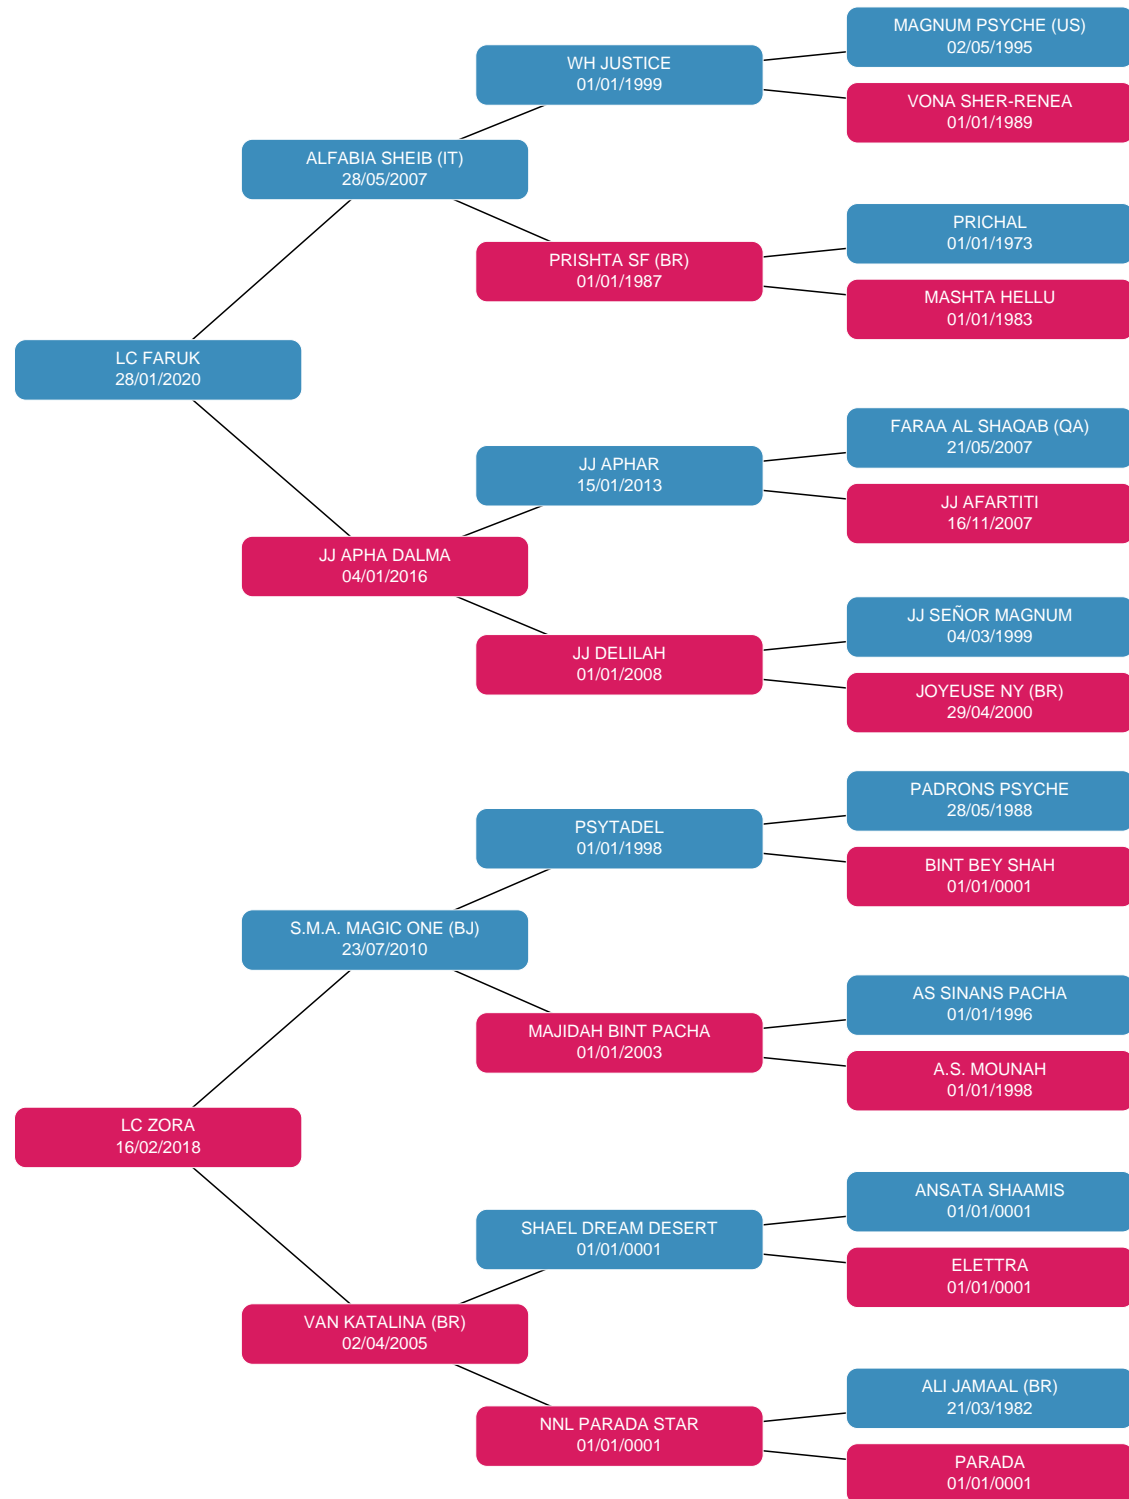 MAGNUM PSYCHE (US)
02/05/1995
WH JUSTICE
01/01/1999
VONA SHER-RENEA
01/01/1989
ALFABIA SHEIB (IT)
28/05/2007
PRICHAL
01/01/1973
PRISHTA SF (BR)
01/01/1987
MASHTA HELLU
01/01/1983
LC FARUK
28/01/2020
FARAA AL SHAQAB (QA)
21/05/2007
JJ APHAR
15/01/2013
JJ AFARTITI
16/11/2007
JJ APHA DALMA
04/01/2016
JJ SEÑOR MAGNUM
04/03/1999
JJ DELILAH
01/01/2008
JOYEUSE NY (BR)
29/04/2000
PADRONS PSYCHE
28/05/1988
PSYTADEL
01/01/1998
BINT BEY SHAH
01/01/0001
S.M.A. MAGIC ONE (BJ)
23/07/2010
AS SINANS PACHA
01/01/1996
MAJIDAH BINT PACHA
01/01/2003
A.S. MOUNAH
01/01/1998
LC ZORA
16/02/2018
ANSATA SHAAMIS
01/01/0001
SHAEL DREAM DESERT
01/01/0001
ELETTRA
01/01/0001
VAN KATALINA (BR)
02/04/2005
ALI JAMAAL (BR)
21/03/1982
NNL PARADA STAR
01/01/0001
PARADA
01/01/0001